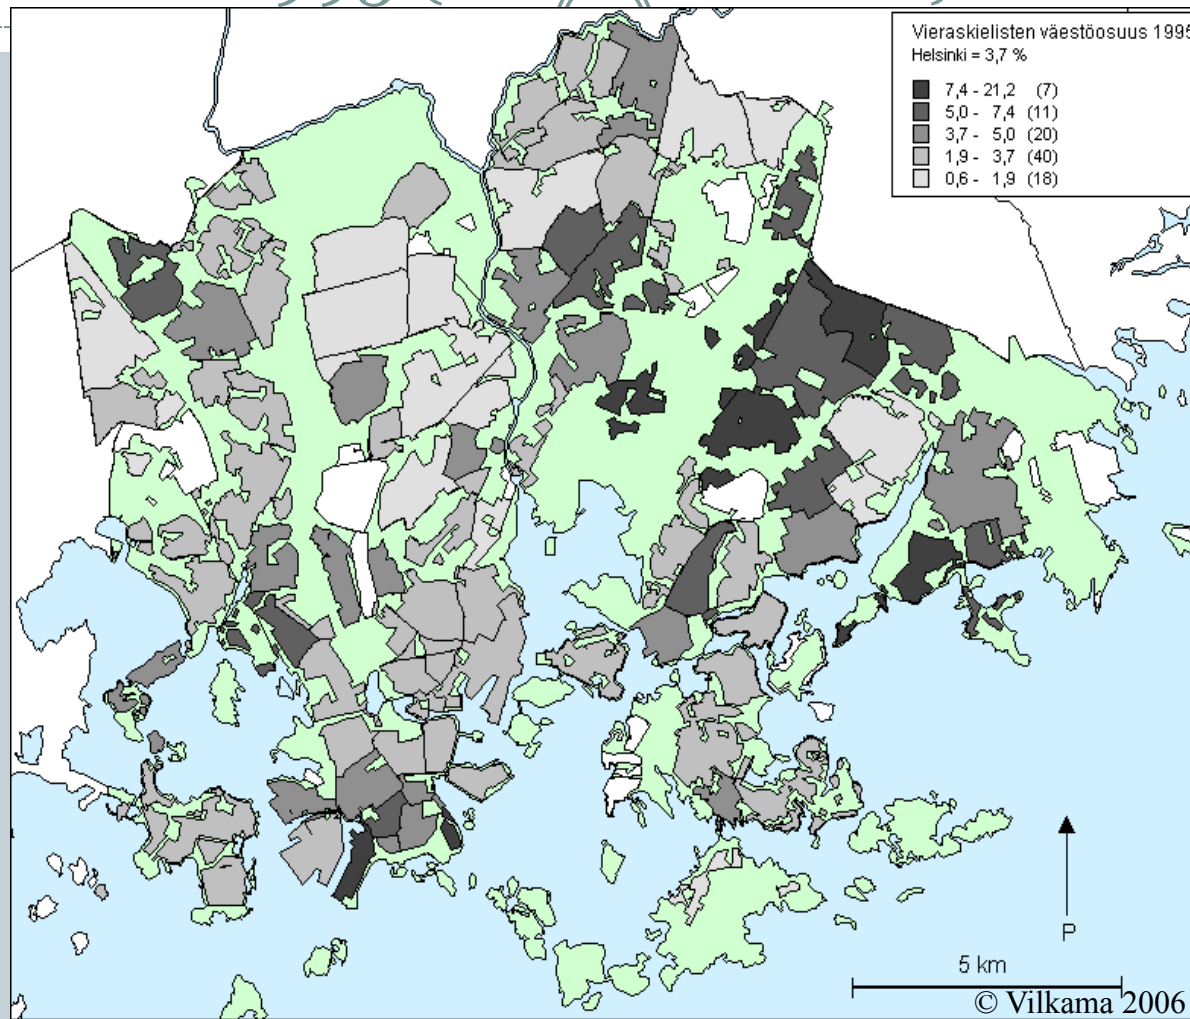 Vieraskielisten väestöosuus 1995
Helsinki = 3,7 %
7,4 - 21,2 (7)
5,0 - 7,4 (11)
3,7 - 5,0 (20)
1,9 - 3,7 (40)
0,6 - 1,9 (18)
P
5 km
© Vilkama 2006